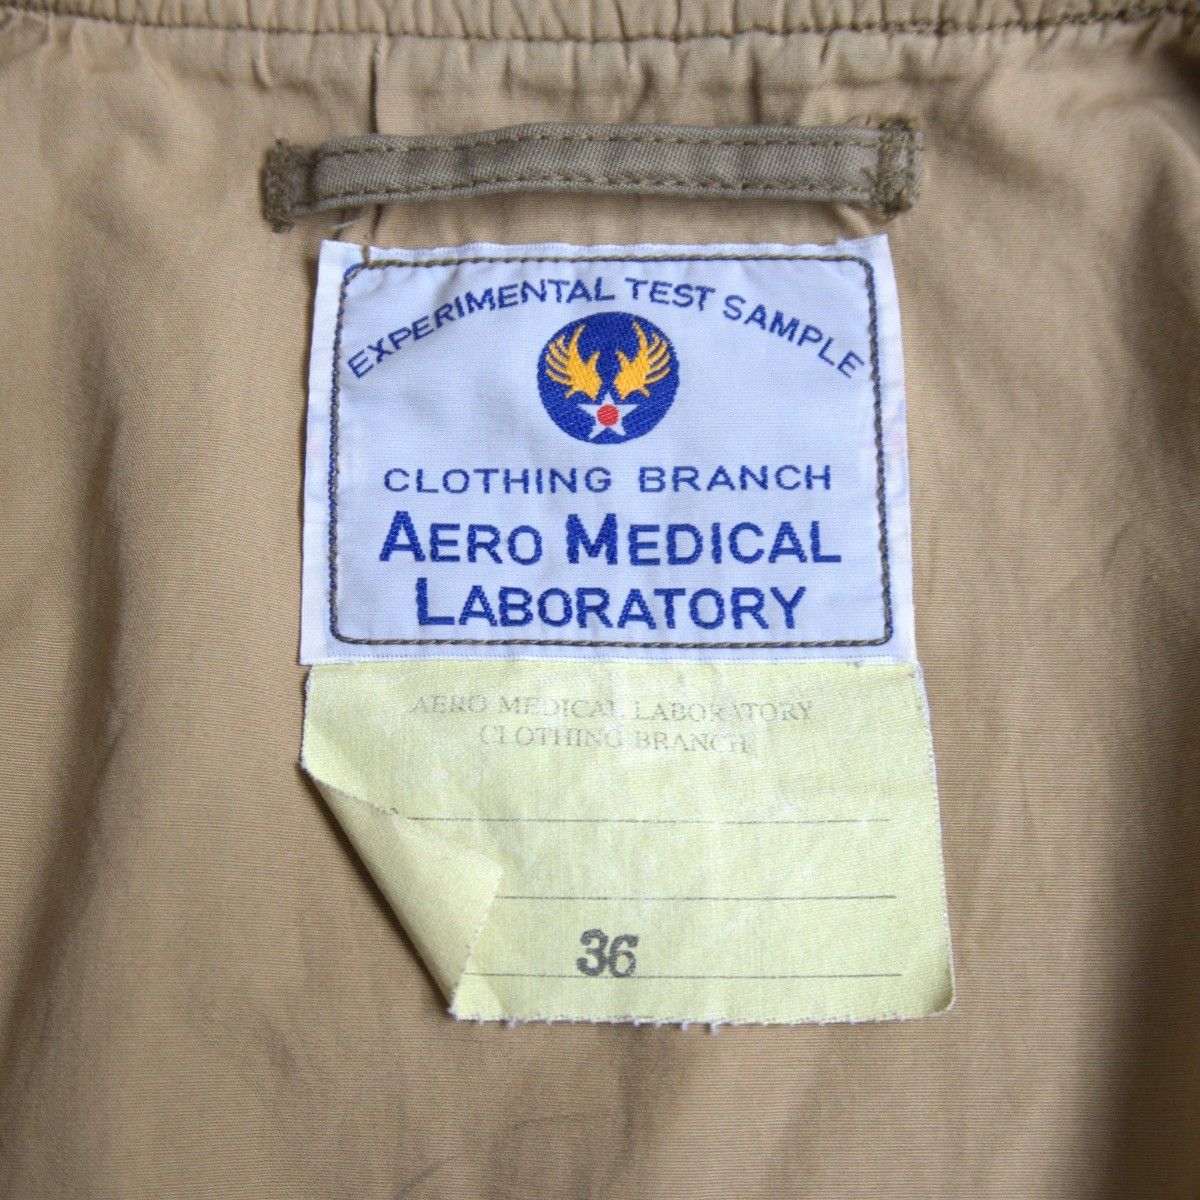 EXPERIMENTAL TEST SAMPLE
CLOTHING BRANCH
AERO MEDICAL
LABORATORY
AERO MEDICAL LABORATORY
CLOTHING BRANCH
36